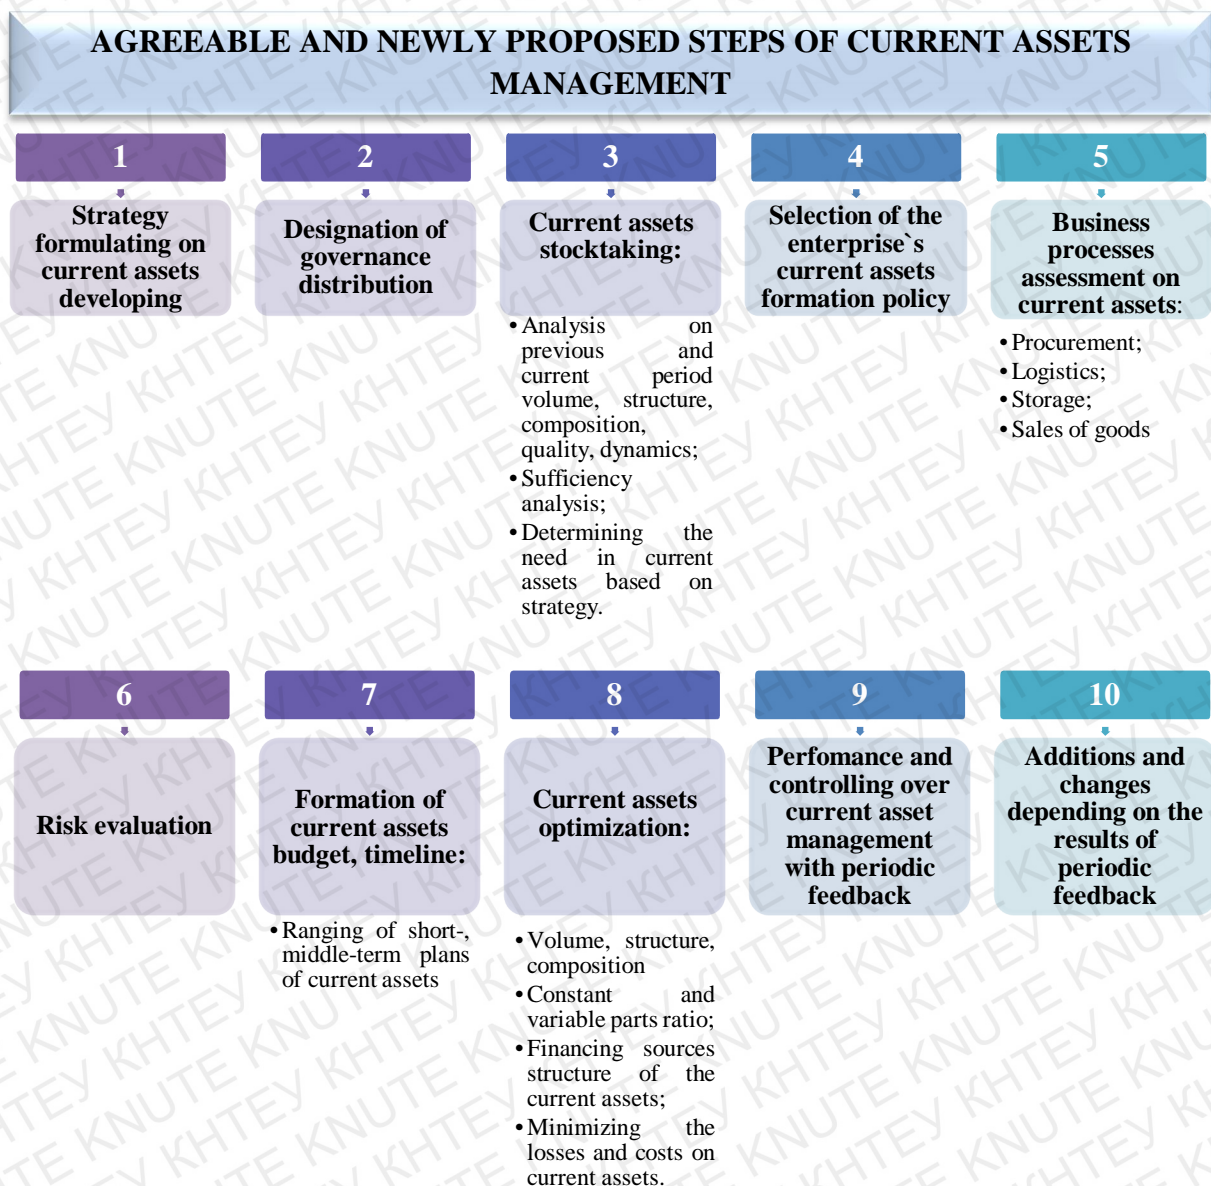 AGREEABLE AND NEWLY PROPOSED STEPS OF CURRENT ASSETS
MANAGEMENT
1
Strategy
formulating on
current assets
developing
2
Designation of
governance
distribution
3
Current assets
stocktaking:
• Analysis on
previous and
current period
volume, structure,
composition,
quality, dynamics;
• Sufficiency
analysis;
• Determining the
need in current
assets based on
strategy.
4
Selection of the
enterprise`s
current assets
formation policy
5
Business
processes
assessment on
current assets:
• Procurement;
• Logistics;
• Storage;
• Sales of goods
6
Risk evaluation
7
Formation of
current assets
budget, timeline:
• Ranging of short-,
middle-term plans
of current assets
8
Current assets
optimization:
• Volume, structure,
composition
• Constant and
variable parts ratio;
• Financing sources
structure of the
current assets;
• Minimizing the
losses and costs on
current assets.
9
Perfomance and
controlling over
current asset
management
with periodic
feedback
10
Additions and
changes
depending on the
results of
periodic
feedback
KNUTE КНТЕУ